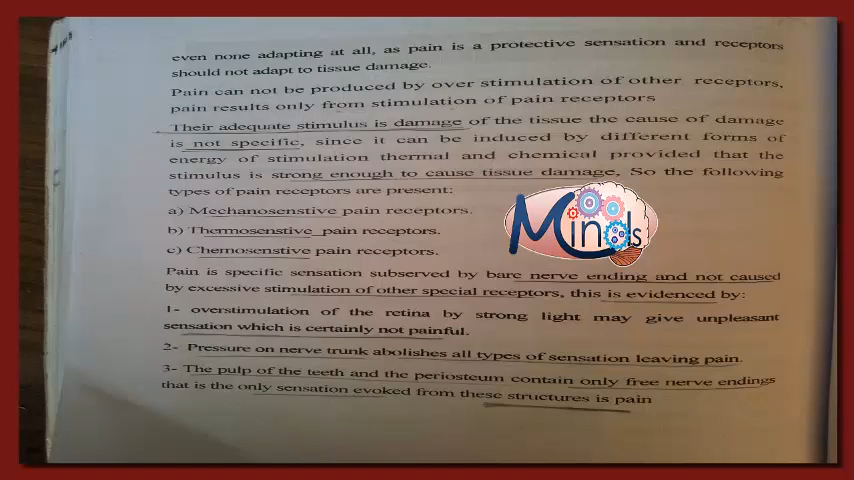 even none adapting at all, as pain is a protective sensation and receptors
should not adapt to tissue damage.
Pain can not be produced by over stimulation of other receptors,
pain results only from stimulation of pain receptors
Their adequate stimulus is damage of the tissue the cause of damage
is not specific, since it can be induced by different forms of
energy of stimulation thermal and chemical provided that the
stimulus is strong enough to cause tissue damage. So the following
types of pain receptors are present:
a) Mechanosenstive pain receptors.
b) Thermosenstive pain receptors.
c) Chemosenstive pain receptors.
Minds
Pain is specific sensation subserved by bare nerve ending and not caused
by excessive stimulation of other special receptors, this is evidenced by:
1- overstimulation of the retina by strong light may give unpleasant
sensation which is certainly not painful.
2- Pressure on nerve trunk abolishes all types of sensation leaving pain.
3- The pulp of the teeth and the periosteum contain only free nerve endings
that is the only sensation evoked from these structures is pain